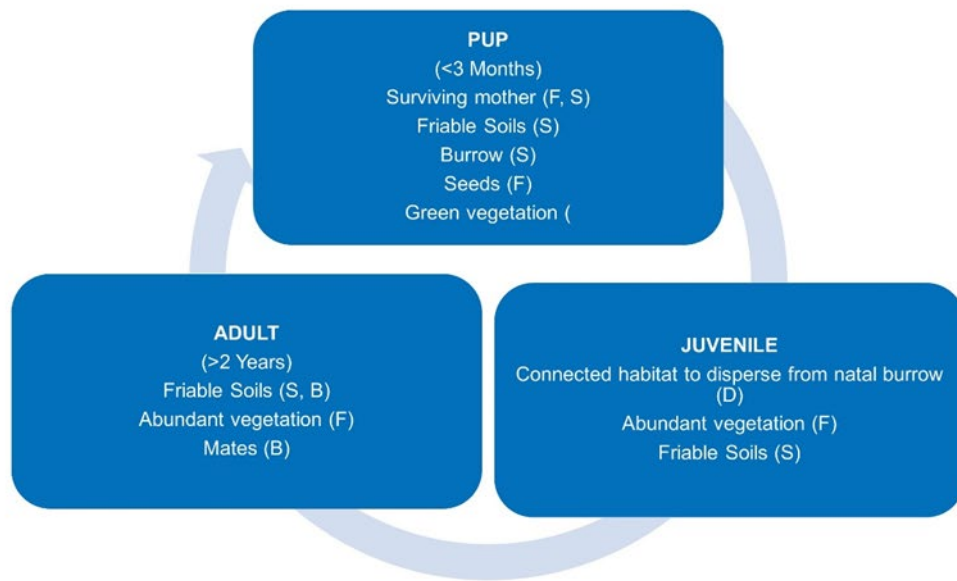 PUP
(<3 Months)
Surviving mother (F, S)
Friable Soils (S)
Burrow (S)
Seeds (F)
Green vegetation (
ADULT
(>2 Years)
Friable Soils (S, B)
Abundant vegetation (F)
Mates (B)
JUVENILE
Connected habitat to disperse from natal burrow
(D)
Abundant vegetation (F)
Friable Soils (S)